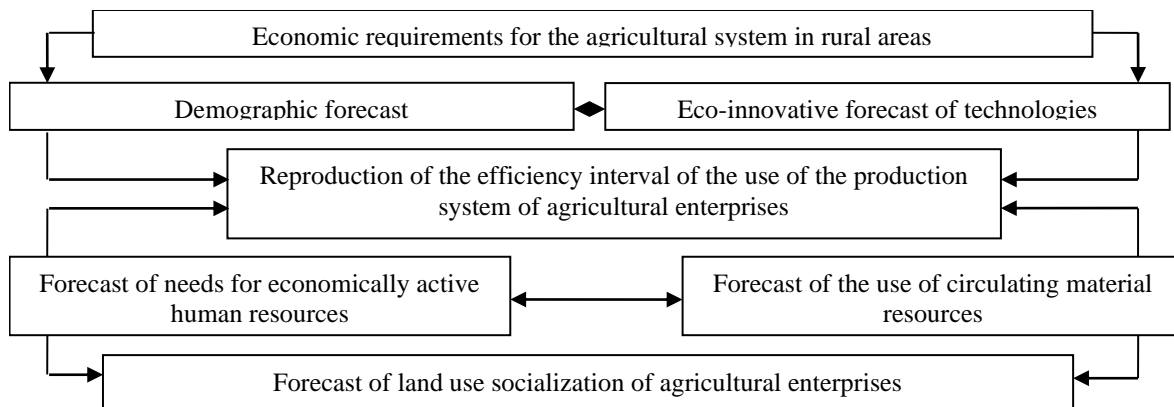 Economic requirements for the agricultural system in rural areas
Demographic forecast
Eco-innovative forecast of technologies
Reproduction of the efficiency interval of the use of the production
system of agricultural enterprises
Forecast of needs for economically active
human resources
Forecast of the use of circulating material
resources
Forecast of land use socialization of agricultural enterprises